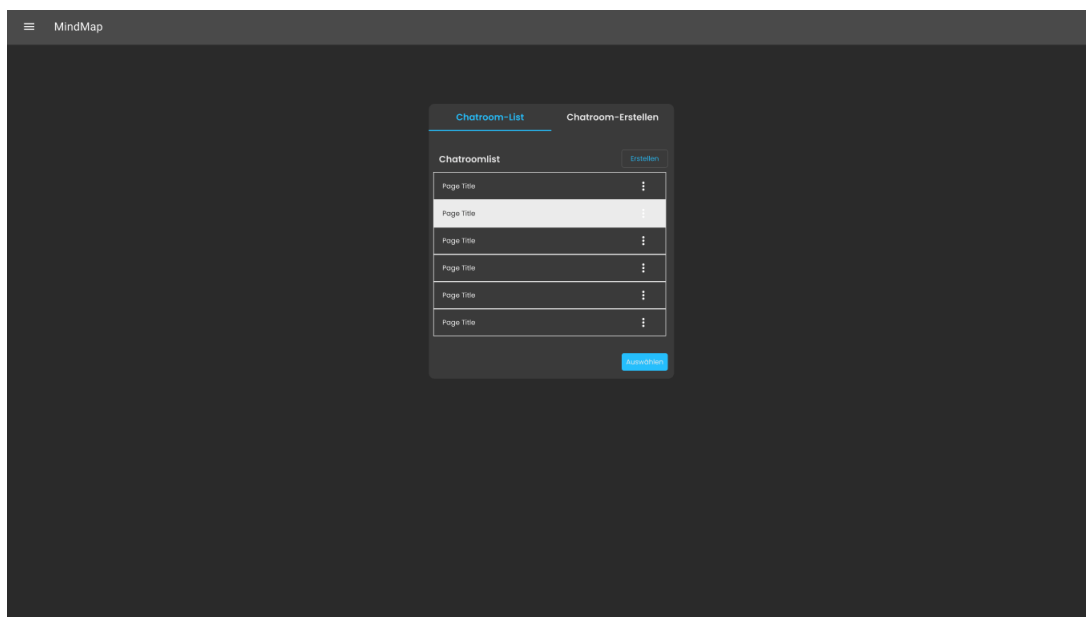 MindMap
Chatroom-List Chatroom-Erstellen
Chatroomlist Erstellen
Page Title
Page Title
Page Title
Page Title
Page Title
Page Title
Auswählen